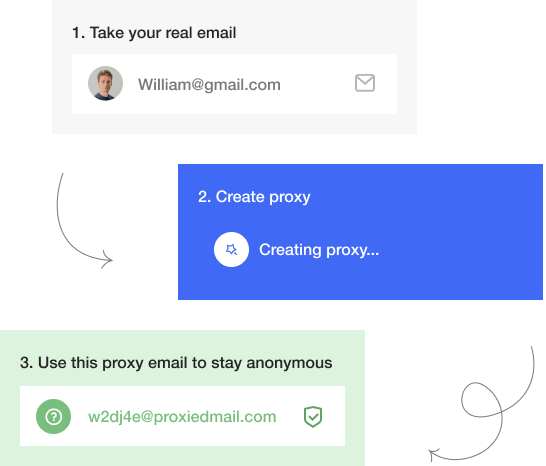 1. Take your real email
William@gmail.com
2. Create proxy
Creating proxy...
3. Use this proxy email to stay anonymous
w2dj4e@proxiedmail.com